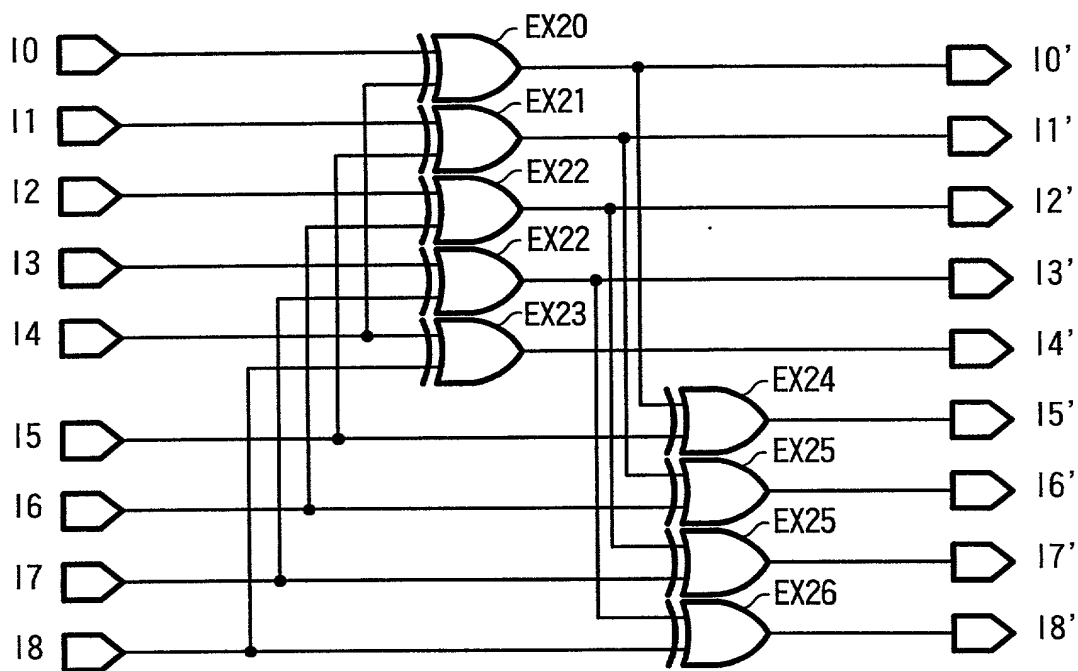 I0
EX20
I0'
I1
EX21
I1'
I2
EX22
I2'
I3
EX22
I3'
I4
EX23
I4'
EX24
I5
I5'
EX25
I6
I6'
EX25
I7
I7'
EX26
I8
I8'